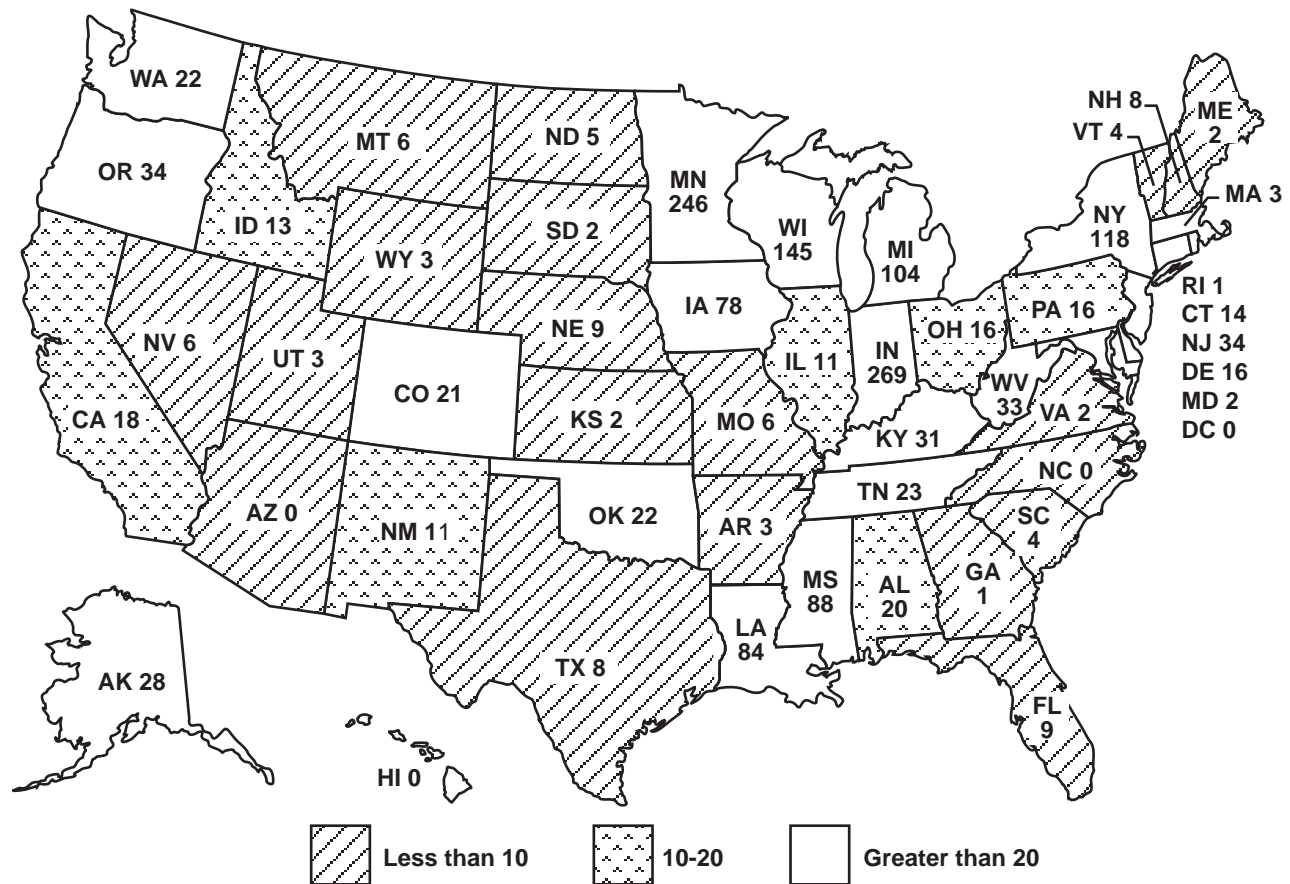 WA 22
OR 34
ID 13
MT 6
ND 5
SD 2
WY 3
NE 9
MN
246
WI
145
MI
104
IA 78
NV 6
UT 3
CO 21
KS 2
MO 6
IL 11
IN
269
OH 16
PA 16
NY
118
NH 8
VT 4
ME
2
MA 3
RI 1
CT 14
NJ 34
DE 16
MD 2
DC 0
CA 18
AZ 0
NM 11
OK 22
AR 3
KY 31
WV
33
VA 2
TN 23
NC 0
SC
4
MS
88
AL
20
GA
1
LA
84
TX 8
FL
9
AK 28
HI 0
Less than 10
10-20
Greater than 20